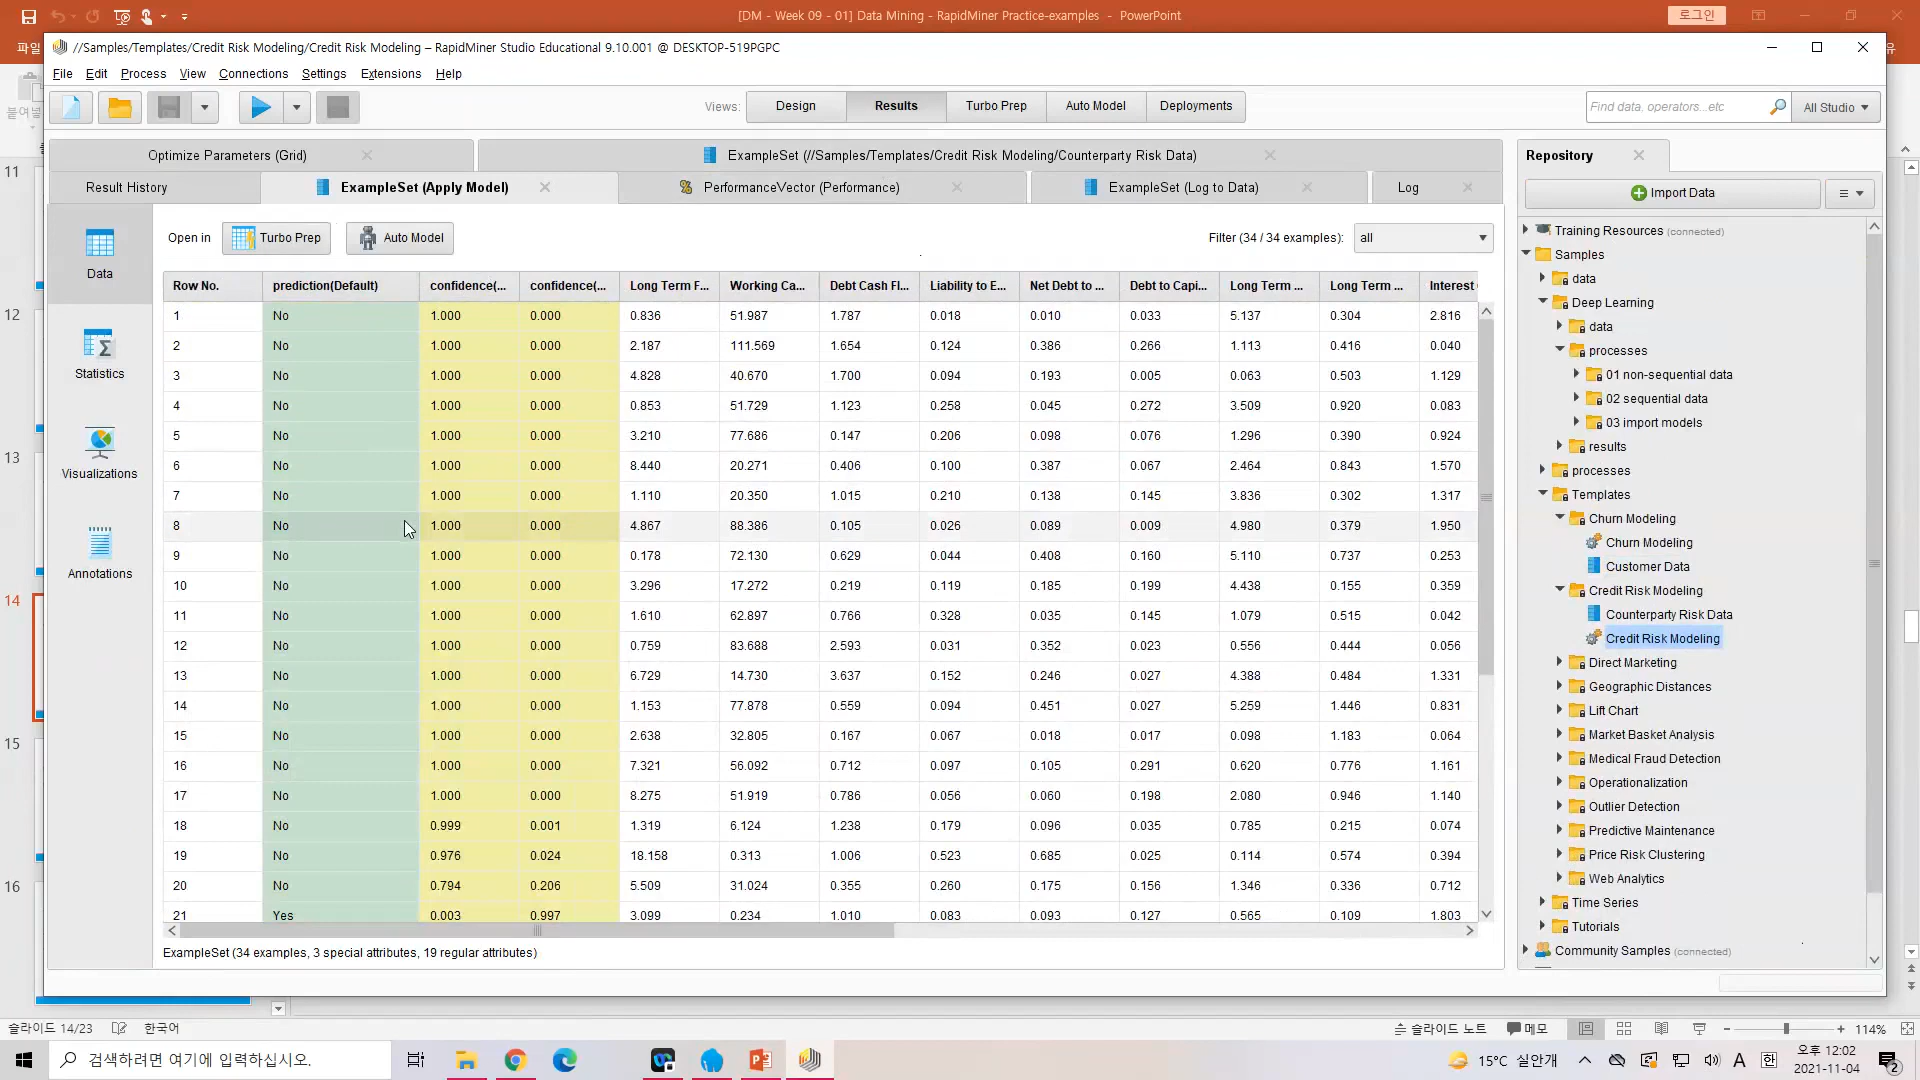 [DM - Week 09 - 01] Data Mining - RapidMiner Practice-examples - PowerPoint
로그인
파일
//Samples/Templates/Credit Risk Modeling/Credit Risk Modeling – RapidMiner Studio Educational 9.10.001 @ DESKTOP-519PGPC
File Edit Process View Connections Settings Extensions Help
Views: Design Results Turbo Prep Auto Model Deployments
Find data, operators...etc All Studio
Optimize Parameters (Grid) ExampleSet (//Samples/Templates/Credit Risk Modeling/Counterparty Risk Data)
Result History ExampleSet (Apply Model) PerformanceVector (Performance) ExampleSet (Log to Data) Log
Open in Turbo Prep Auto Model Filter (34 / 34 examples): all
Data
Statistics
Visualizations
Annotations
Row No. prediction(Default) confidence(... confidence(... Long Term F... Working Ca... Debt Cash Fl... Liability to E... Net Debt to ... Debt to Capi... Long Term ... Long Term ... Interest
1 No 1.000 0.000 0.836 51.987 1.787 0.018 0.010 0.033 5.137 0.304 2.816
2 No 1.000 0.000 2.187 111.569 1.654 0.124 0.386 0.266 1.113 0.416 0.040
3 No 1.000 0.000 4.828 40.670 1.700 0.094 0.193 0.005 0.063 0.503 1.129
4 No 1.000 0.000 0.853 51.729 1.123 0.258 0.045 0.272 3.509 0.920 0.083
5 No 1.000 0.000 3.210 77.686 0.147 0.206 0.098 0.076 1.296 0.390 0.924
6 No 1.000 0.000 8.440 20.271 0.406 0.100 0.387 0.067 2.464 0.843 1.570
7 No 1.000 0.000 1.110 20.350 1.015 0.210 0.138 0.145 3.836 0.302 1.317
8 No 1.000 0.000 4.867 88.386 0.105 0.026 0.089 0.009 4.980 0.379 1.950
9 No 1.000 0.000 0.178 72.130 0.629 0.044 0.408 0.160 5.110 0.737 0.253
10 No 1.000 0.000 3.296 17.272 0.219 0.119 0.185 0.199 4.438 0.155 0.359
11 No 1.000 0.000 1.610 62.897 0.766 0.328 0.035 0.145 1.079 0.515 0.042
12 No 1.000 0.000 0.759 83.688 2.593 0.031 0.352 0.023 0.556 0.444 0.056
13 No 1.000 0.000 6.729 14.730 3.637 0.152 0.246 0.027 4.388 0.484 1.331
14 No 1.000 0.000 1.153 77.878 0.559 0.094 0.451 0.027 5.259 1.446 0.831
15 No 1.000 0.000 2.638 32.805 0.167 0.067 0.018 0.017 0.098 1.183 0.064
16 No 1.000 0.000 7.321 56.092 0.712 0.097 0.105 0.291 0.620 0.776 1.161
17 No 1.000 0.000 8.275 51.919 0.786 0.056 0.060 0.198 2.080 0.946 1.140
18 No 0.999 0.001 1.319 6.124 1.238 0.179 0.096 0.035 0.785 0.215 0.074
19 No 0.976 0.024 18.158 0.313 1.006 0.523 0.685 0.025 0.114 0.574 0.394
20 No 0.794 0.206 5.509 31.024 0.355 0.260 0.175 0.156 1.346 0.336 0.712
21 Yes 0.003 0.997 3.099 0.234 1.010 0.083 0.093 0.127 0.565 0.109 1.803
ExampleSet (34 examples, 3 special attributes, 19 regular attributes)
Repository
Import Data
Training Resources (connected)
Samples
data
Deep Learning
data
processes
01 non-sequential data
02 sequential data
03 import models
results
processes
Templates
Churn Modeling
Churn Modeling
Customer Data
Credit Risk Modeling
Counterparty Risk Data
Credit Risk Modeling
Direct Marketing
Geographic Distances
Lift Chart
Market Basket Analysis
Medical Fraud Detection
Operationalization
Outlier Detection
Predictive Maintenance
Price Risk Clustering
Web Analytics
Time Series
Tutorials
Community Samples (connected)
11
12
13
14
15
16
슬라이드 14/23 한국어 슬라이드 노트 메모 114%
검색하려면 여기에 입력하십시오.
15°C 실안개 A 한 오후 12:02
2021-11-04 2